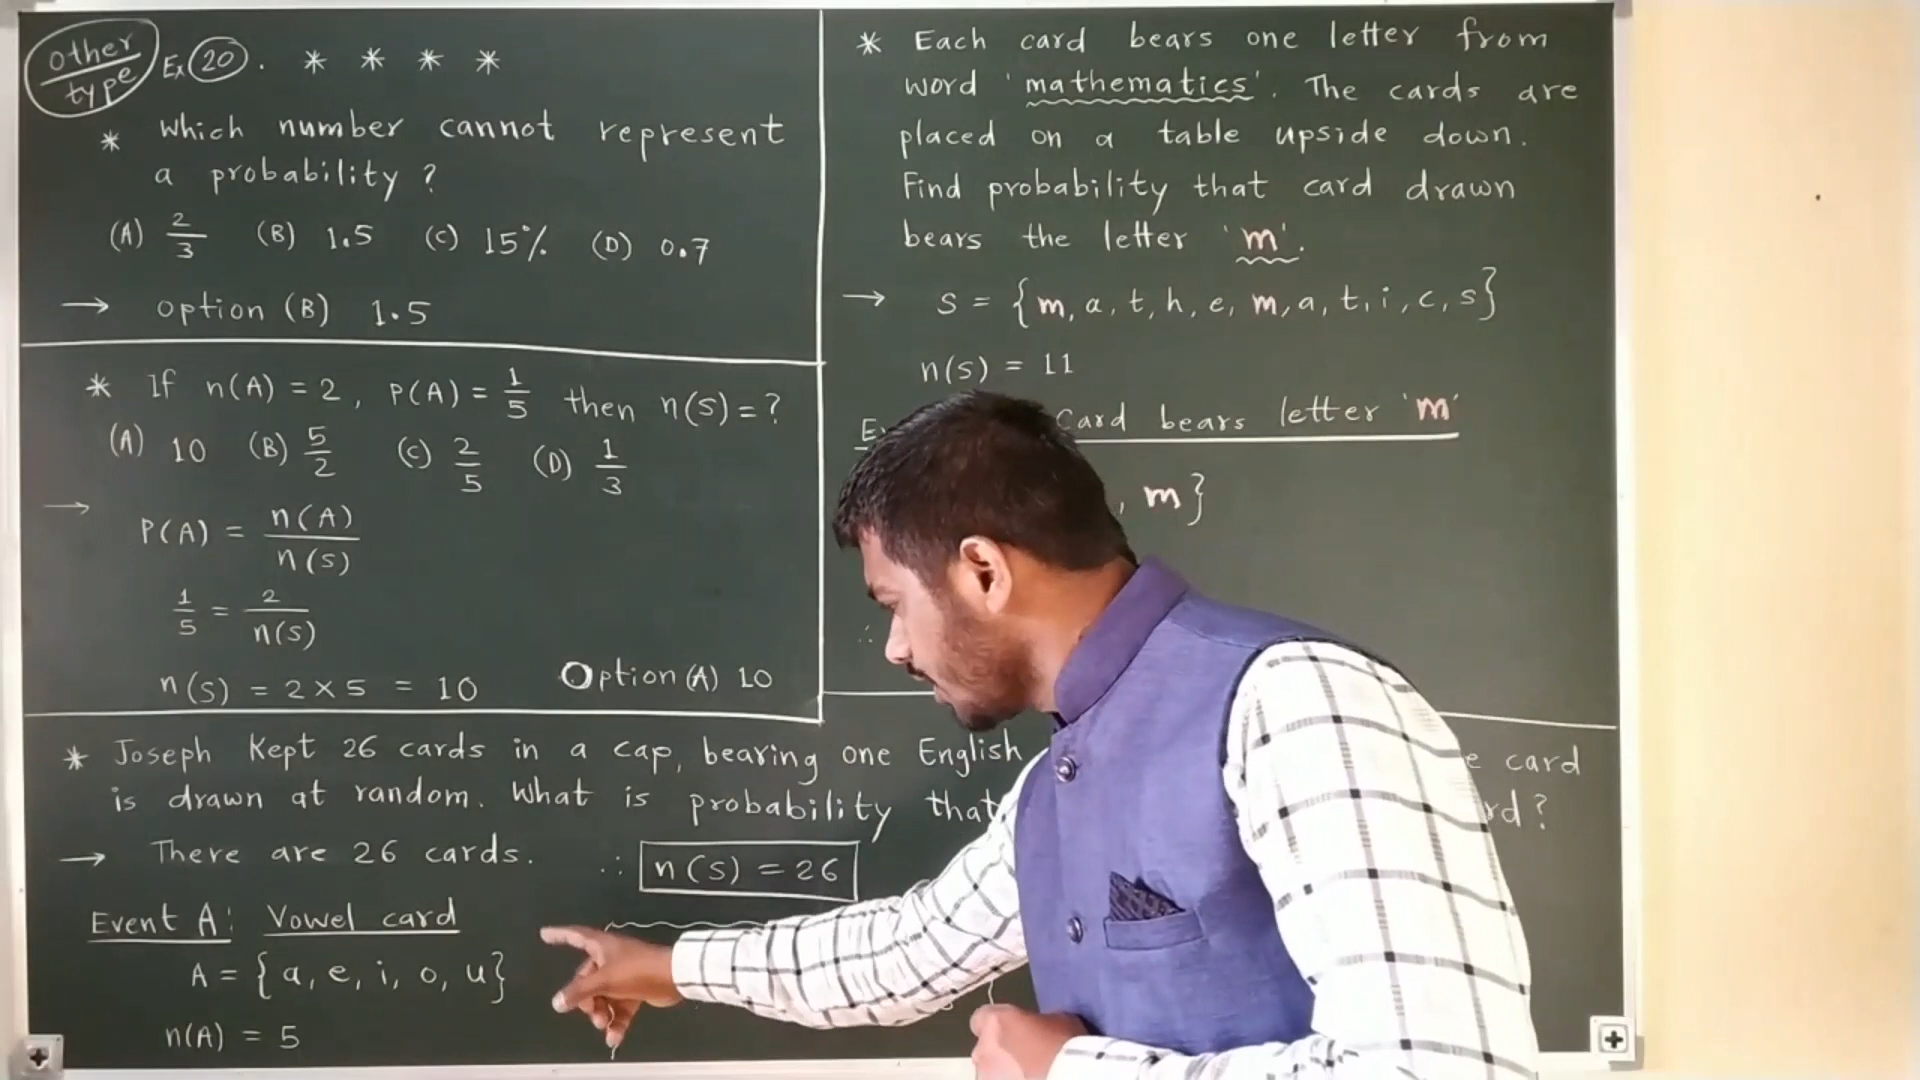 other
type
Ex 20. * * * *
* Which number cannot represent
a probability ?
(A) 2/3 (B) 1.5 (C) 15% (D) 0.7
→ option (B) 1.5
* If n(A) = 2, P(A) = 1/5 then n(S) = ?
(A) 10 (B) 5/2 (C) 2/5 (D) 1/3
→
P(A) = n(A)/n(S)
1/5 = 2/n(S)
n(S) = 2 × 5 = 10 Option (A) 10
* Each card bears one letter from
word 'mathematics'. The cards are
placed on a table upside down.
Find probability that card drawn
bears the letter 'm'.
→ S = {m, a, t, h, e, m, a, t, i, c, s}
n(S) = 11
Card bears letter 'm'
, m}
∴
* Joseph Kept 26 cards in a cap, bearing one English card
is drawn at random. What is probability that
→ There are 26 cards. ∴ n(S) = 26
Event A: Vowel card
A = {a, e, i, o, u}
n(A) = 5